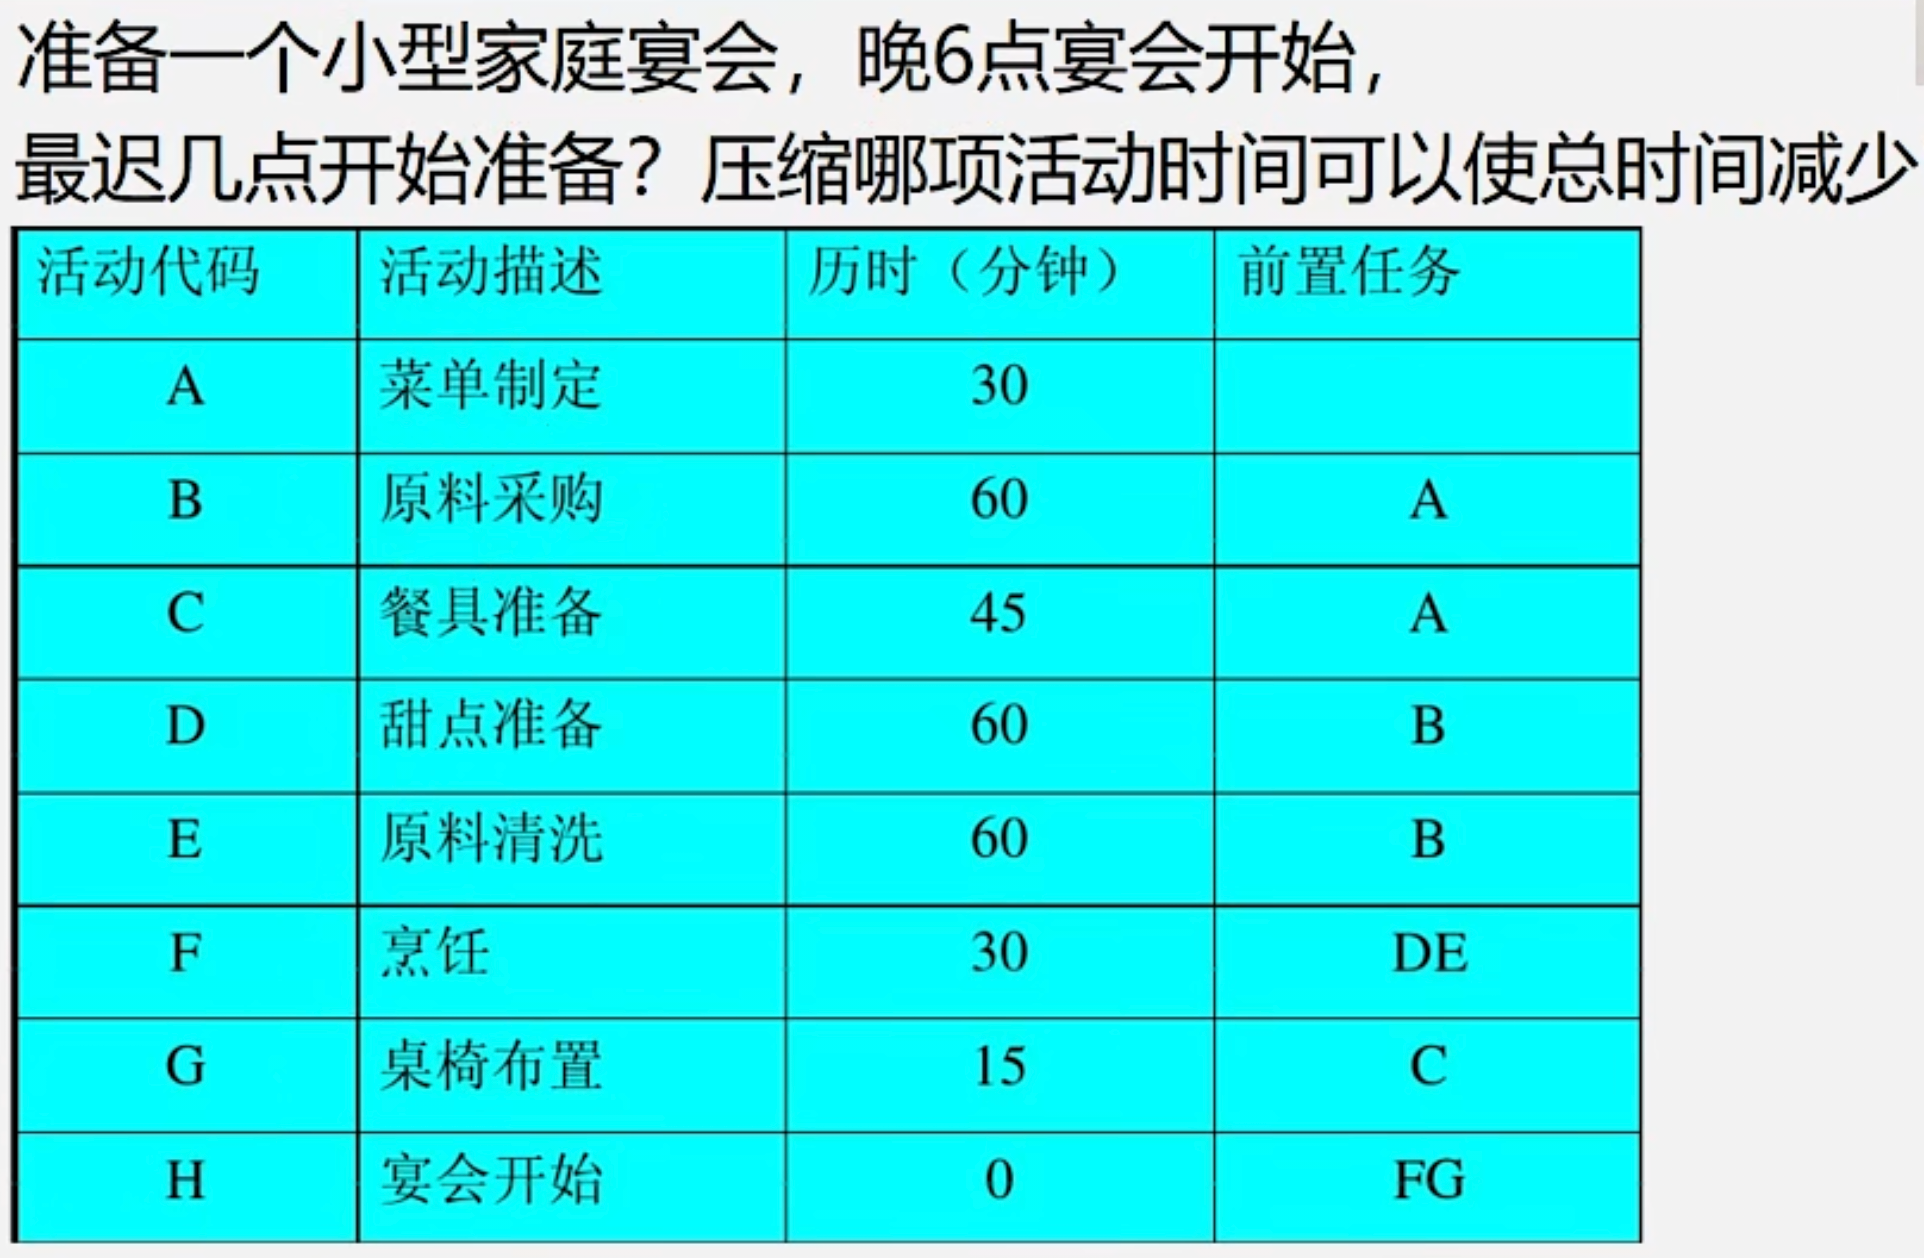 准备一个小型家庭宴会，晚6点宴会开始，
最迟几点开始准备？压缩哪项活动时间可以使总时间减少
活动代码 活动描述 历时（分钟） 前置任务
A 菜单制定 30
B 原料采购 60 A
C 餐具准备 45 A
D 甜点准备 60 B
E 原料清洗 60 B
F 烹饪 30 DE
G 桌椅布置 15 C
H 宴会开始 0 FG